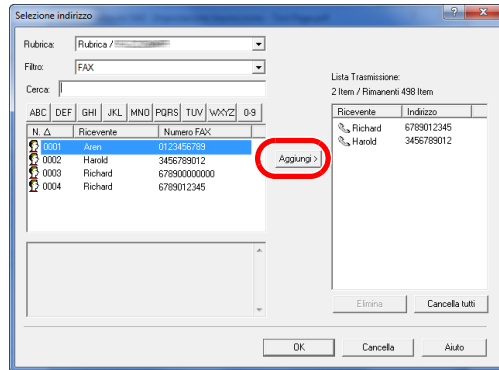 Selezione indirizzo
Rubrica: Rubrica /
Filtro: FAX
Cerca:
ABC DEF GHI JKL MNO PQRS TUV WXYZ 0-9
N. Δ Ricevente Numero FAX
0001 Aren 0123456789
0002 Harold 3456789012
0003 Richard 678900000000
0004 Richard 6789012345
Aggiungi >
Lista Trasmissione:
2 Item / Rimanenti 498 Item
Ricevente Indirizzo
Richard 6789012345
Harold 3456789012
Elimina Cancella tutti
OK Cancella Aiuto